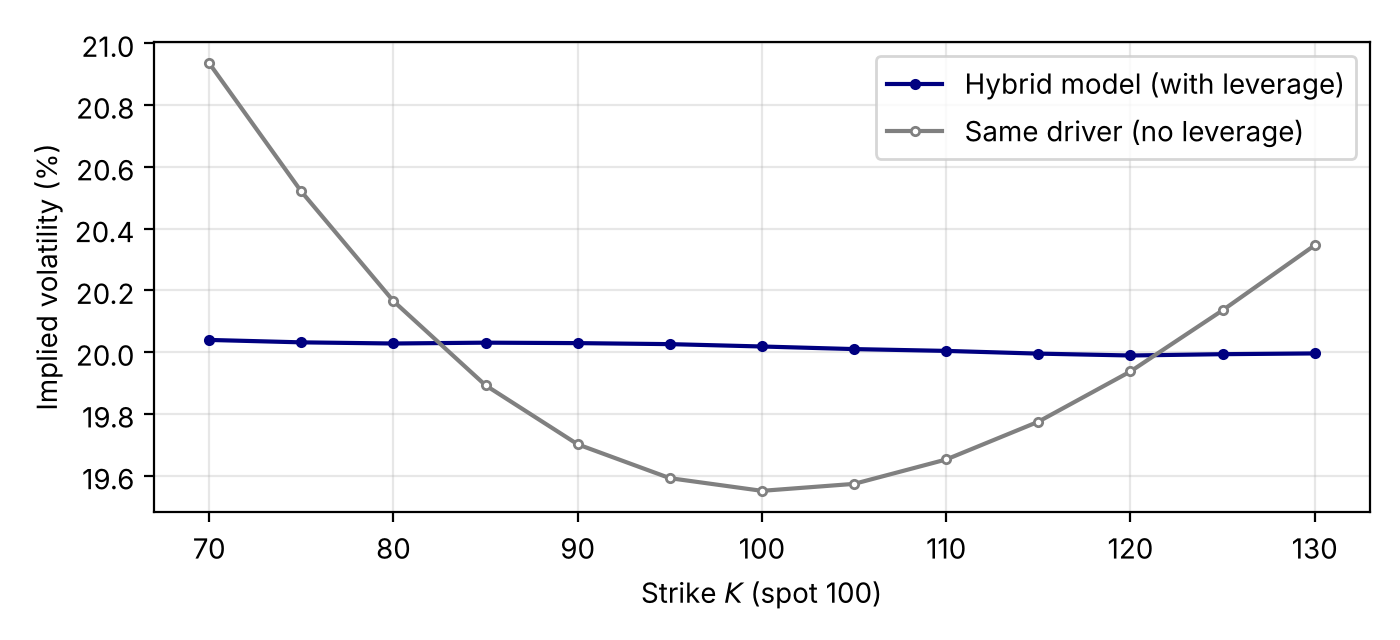 21.0
20.8
20.6
20.4
20.2
20.0
19.8
19.6
Implied volatility (%)
Hybrid model (with leverage)
Same driver (no leverage)
70 80 90 100 110 120 130
Strike K (spot 100)